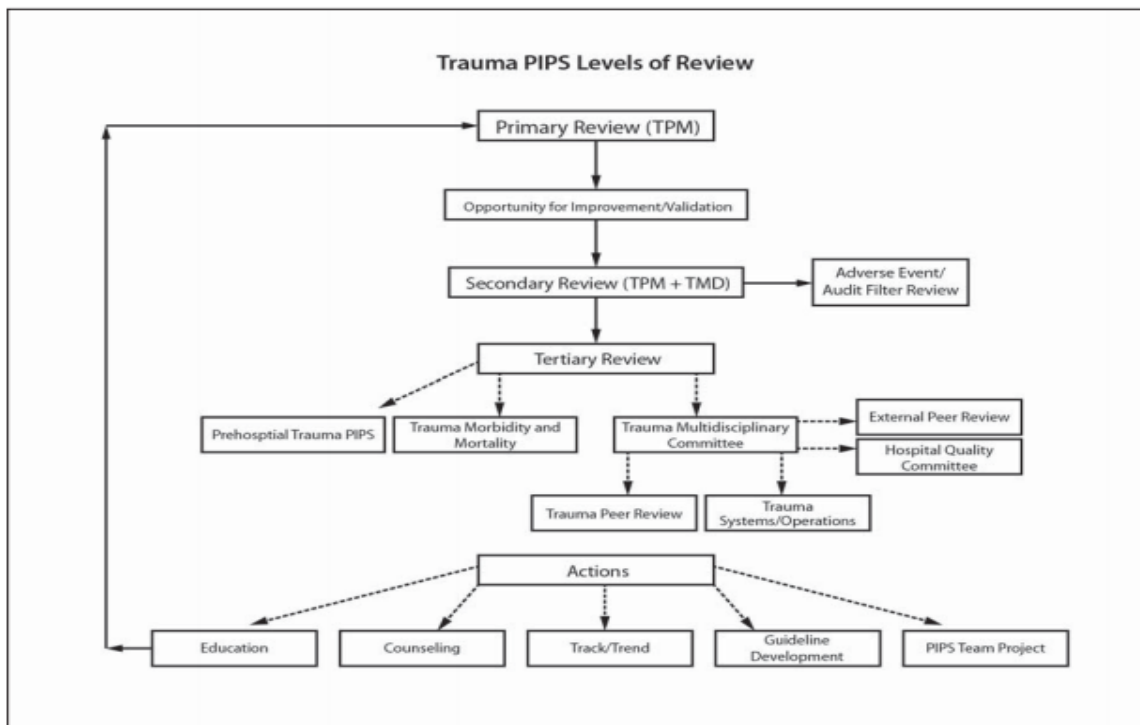 Trauma PIPS Levels of Review
Primary Review (TPM)
Opportunity for Improvement/Validation
Secondary Review (TPM + TMD)
Adverse Event/
Audit Filter Review
Tertiary Review
Prehosptial Trauma PIPS
Trauma Morbidity and
Mortality
Trauma Multidisciplinary
Committee
External Peer Review
Hospital Quality
Committee
Trauma Peer Review
Trauma
Systems/Operations
Actions
Education
Counseling
Track/Trend
Guideline
Development
PIPS Team Project